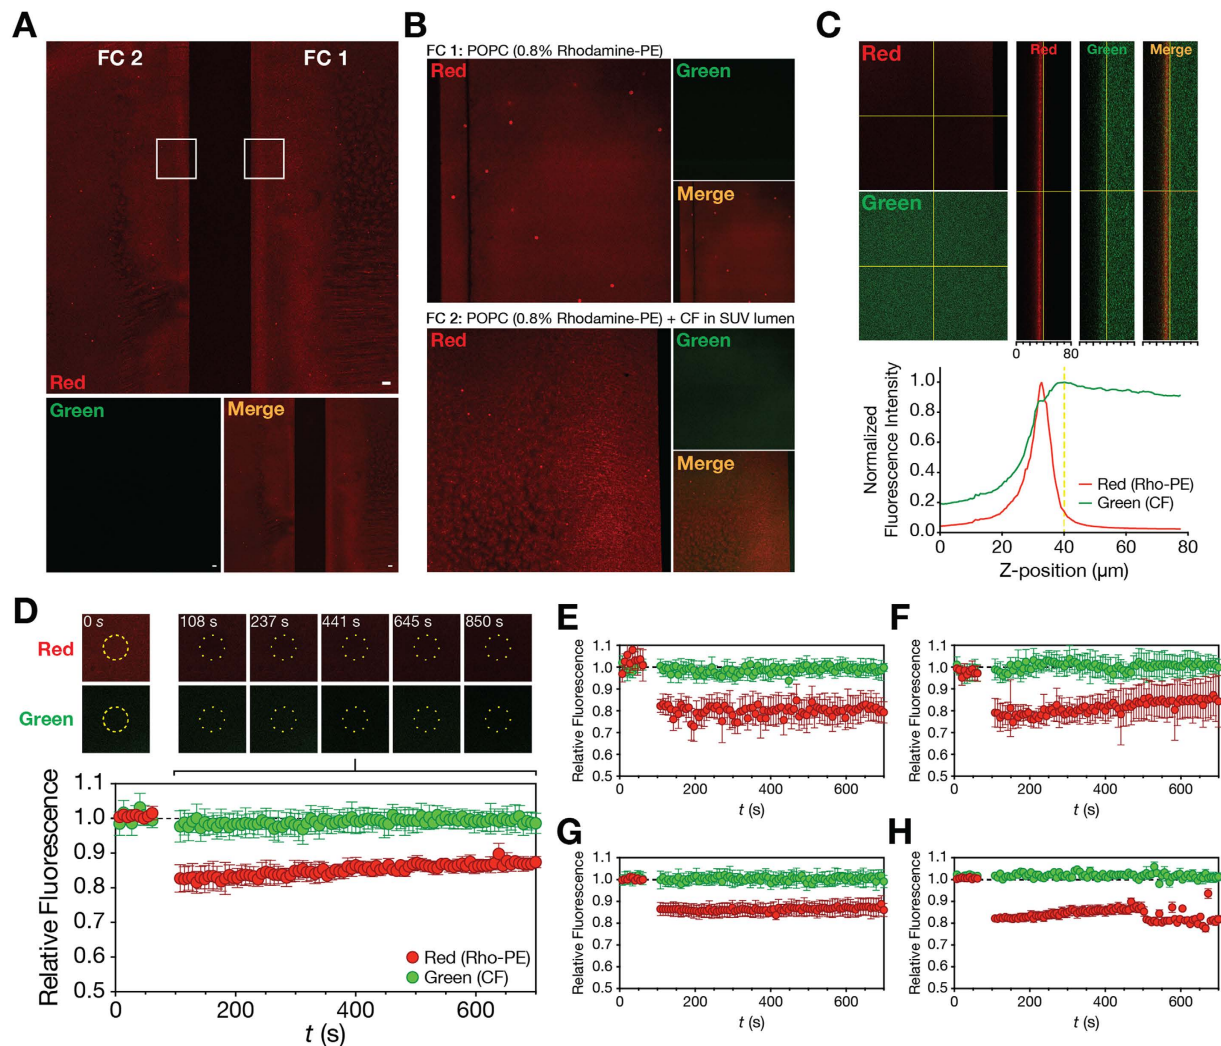 A
FC 2
FC 1
Red
Green
Merge
B
FC 1: POPC (0.8% Rhodamine-PE)
Red
Green
Merge
FC 2: POPC (0.8% Rhodamine-PE) + CF in SUV lumen
Red
Green
Merge
C
Red
Green
Red
Green
Merge
0
80
Normalized
Fluorescence Intensity
1.0
0.8
0.6
0.4
0.2
0.0
Red (Rho-PE)
Green (CF)
0
20
40
60
80
Z-position (µm)
D
Red
Green
0 s
108 s
237 s
441 s
645 s
850 s
Relative Fluorescence
1.1
1.0
0.9
0.8
0.7
0.6
0.5
Red (Rho-PE)
Green (CF)
0
200
400
600
t (s)
E
Relative Fluorescence
1.1
1.0
0.9
0.8
0.7
0.6
0.5
0
200
400
600
t (s)
F
Relative Fluorescence
1.1
1.0
0.9
0.8
0.7
0.6
0.5
0
200
400
600
t (s)
G
Relative Fluorescence
1.1
1.0
0.9
0.8
0.7
0.6
0.5
0
200
400
600
t (s)
H
Relative Fluorescence
1.1
1.0
0.9
0.8
0.7
0.6
0.5
0
200
400
600
t (s)